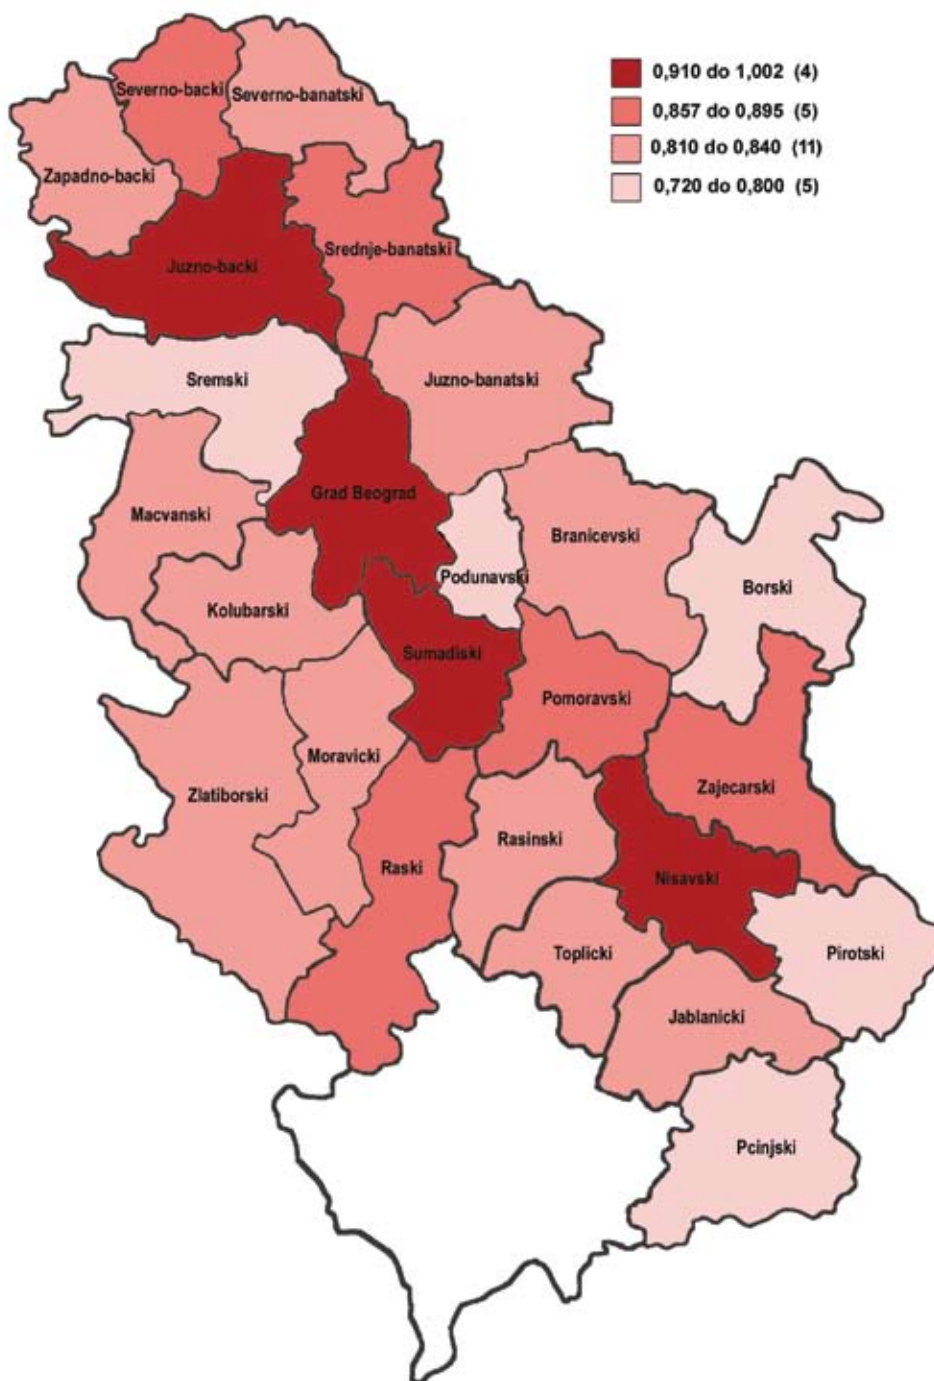 0,910 do 1,002 (4)
0,857 do 0,895 (5)
0,810 do 0,840 (11)
0,720 do 0,800 (5)
Severno-backi
Severno-banatski
Zapadno-backi
Srednje-banatski
Juzno-backi
Sremski
Juzno-banatski
Grad Beograd
Macvanski
Branicevski
Podunavski
Borski
Kolubarski
Sumadiski
Pomoravski
Moravicki
Zlatiborski
Zajecarski
Rasinski
Raski
Nisavski
Toplicki
Pirotski
Jablanicki
Pcinjski